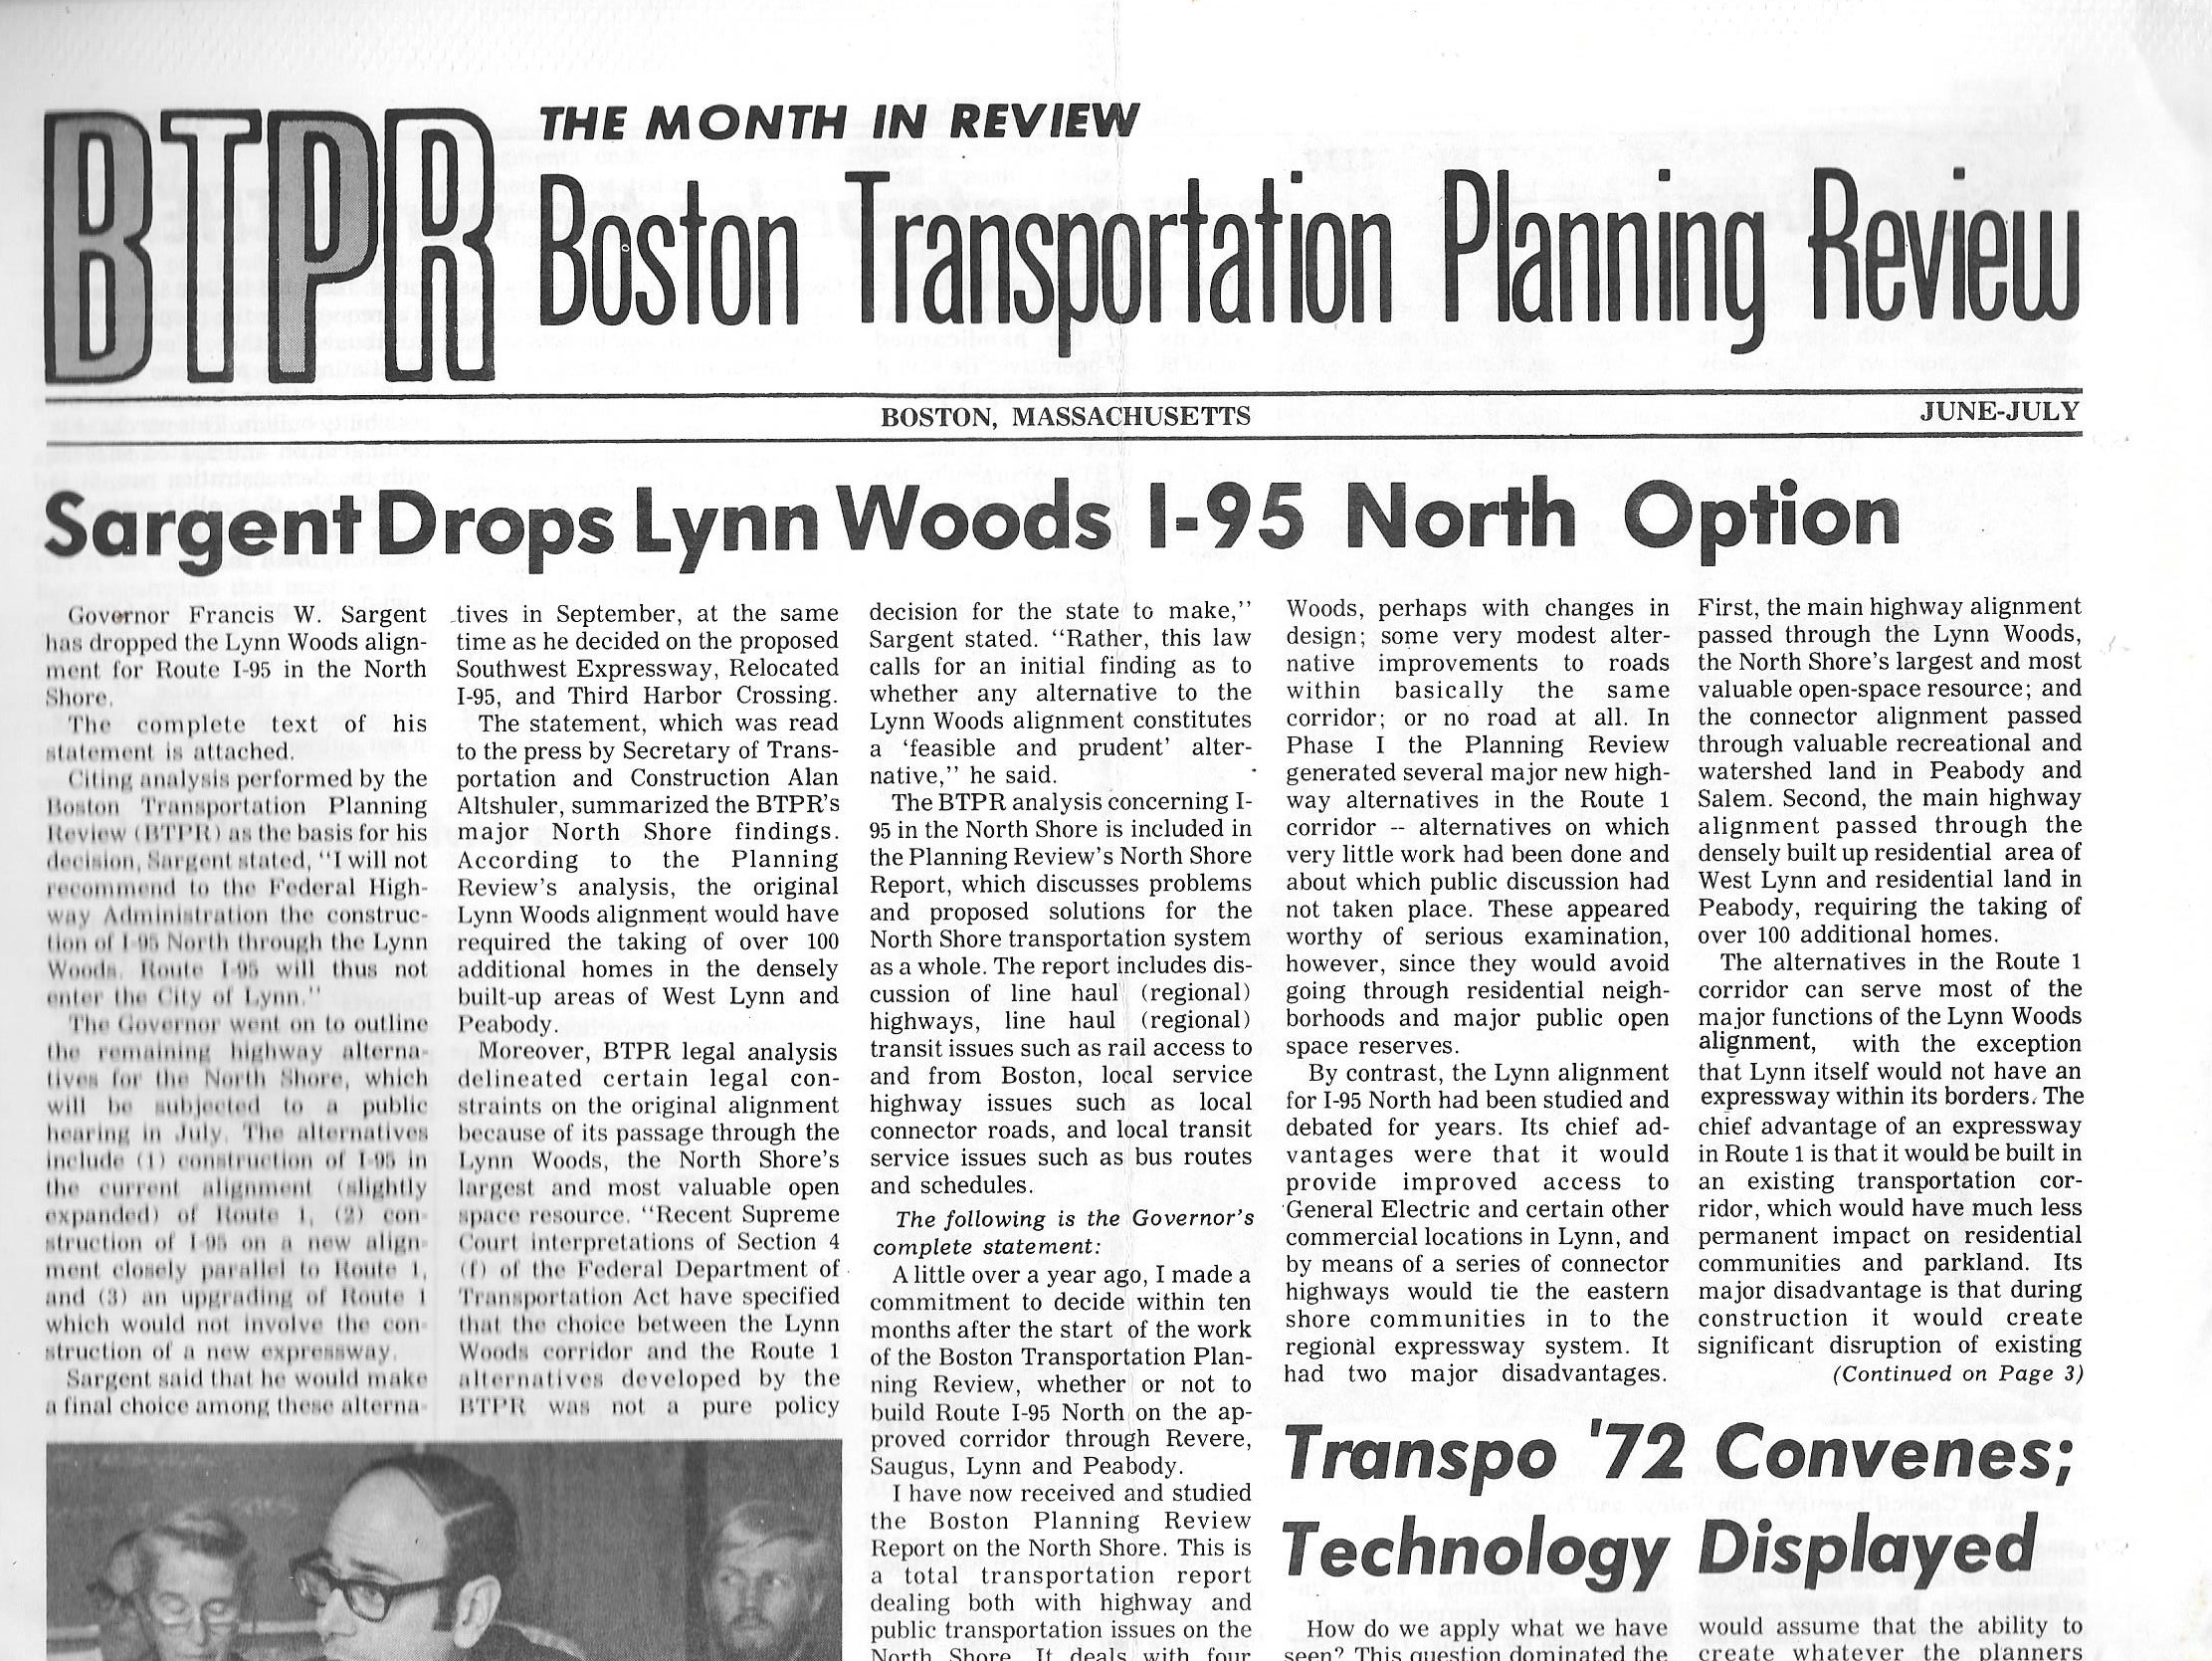 BTPR
THE MONTH IN REVIEW
Boston Transportation Planning Review
BOSTON, MASSACHUSETTS
JUNE-JULY
Sargent Drops Lynn Woods I-95 North Option
Governor Francis W. Sargent
has dropped the Lynn Woods align-
ment for Route I-95 in the North
Shore.
The complete text of his
statement is attached.
Citing analysis performed by the
Boston Transportation Planning
Review (BTPR) as the basis for his
decision, Sargent stated, "I will not
recommend to the Federal High-
way Administration the construc-
tion of I-95 North through the Lynn
Woods. Route I-95 will thus not
enter the City of Lynn."
The Governor went on to outline
the remaining highway alterna-
tives for the North Shore, which
will be subjected to a public
hearing in July. The alternatives
include (1) construction of I-95 in
the current alignment (slightly
expanded) of Route 1, (2) con-
struction of I-95 on a new align-
ment closely parallel to Route 1,
and (3) an upgrading of Route 1
which would not involve the con-
struction of a new expressway.
Sargent said that he would make
a final choice among these alterna-
tives in September, at the same
time as he decided on the proposed
Southwest Expressway, Relocated
I-95, and Third Harbor Crossing.
The statement, which was read
to the press by Secretary of Trans-
portation and Construction Alan
Altshuler, summarized the BTPR's
major North Shore findings.
According to the Planning
Review's analysis, the original
Lynn Woods alignment would have
required the taking of over 100
additional homes in the densely
built-up areas of West Lynn and
Peabody.
Moreover, BTPR legal analysis
delineated certain legal con-
straints on the original alignment
because of its passage through the
Lynn Woods, the North Shore's
largest and most valuable open
space resource. "Recent Supreme
Court interpretations of Section 4
(f) of the Federal Department of
Transportation Act have specified
that the choice between the Lynn
Woods corridor and the Route 1
alternatives developed by the
BTPR was not a pure policy
decision for the state to make,"
Sargent stated. "Rather, this law
calls for an initial finding as to
whether any alternative to the
Lynn Woods alignment constitutes
a 'feasible and prudent' alter-
native," he said.
The BTPR analysis concerning I-
95 in the North Shore is included in
the Planning Review's North Shore
Report, which discusses problems
and proposed solutions for the
North Shore transportation system
as a whole. The report includes dis-
cussion of line haul (regional)
highways, line haul (regional)
transit issues such as rail access to
and from Boston, local service
highway issues such as local
connector roads, and local transit
service issues such as bus routes
and schedules.
The following is the Governor's
complete statement:
A little over a year ago, I made a
commitment to decide within ten
months after the start of the work
of the Boston Transportation Plan-
ning Review, whether or not to
build Route I-95 North on the ap-
proved corridor through Revere,
Saugus, Lynn and Peabody.
I have now received and studied
the Boston Planning Review
Report on the North Shore. This is
a total transportation report
dealing both with highway and
public transportation issues on the
North Shore. It deals with four
Woods, perhaps with changes in
design; some very modest alter-
native improvements to roads
within basically the same
corridor; or no road at all. In
Phase I the Planning Review
generated several major new high-
way alternatives in the Route 1
corridor -- alternatives on which
very little work had been done and
about which public discussion had
not taken place. These appeared
worthy of serious examination,
however, since they would avoid
going through residential neigh-
borhoods and major public open
space reserves.
By contrast, the Lynn alignment
for I-95 North had been studied and
debated for years. Its chief ad-
vantages were that it would
provide improved access to
General Electric and certain other
commercial locations in Lynn, and
by means of a series of connector
highways would tie the eastern
shore communities in to the
regional expressway system. It
had two major disadvantages.
First, the main highway alignment
passed through the Lynn Woods,
the North Shore's largest and most
valuable open-space resource; and
the connector alignment passed
through valuable recreational and
watershed land in Peabody and
Salem. Second, the main highway
alignment passed through the
densely built up residential area of
West Lynn and residential land in
Peabody, requiring the taking of
over 100 additional homes.
The alternatives in the Route 1
corridor can serve most of the
major functions of the Lynn Woods
alignment, with the exception
that Lynn itself would not have an
expressway within its borders. The
chief advantage of an expressway
in Route 1 is that it would be built in
an existing transportation cor-
ridor, which would have much less
permanent impact on residential
communities and parkland. Its
major disadvantage is that during
construction it would create
significant disruption of existing
(Continued on Page 3)
Transpo '72 Convenes;
Technology Displayed
How do we apply what we have
seen? This question dominated the
would assume that the ability to
create whatever the planners